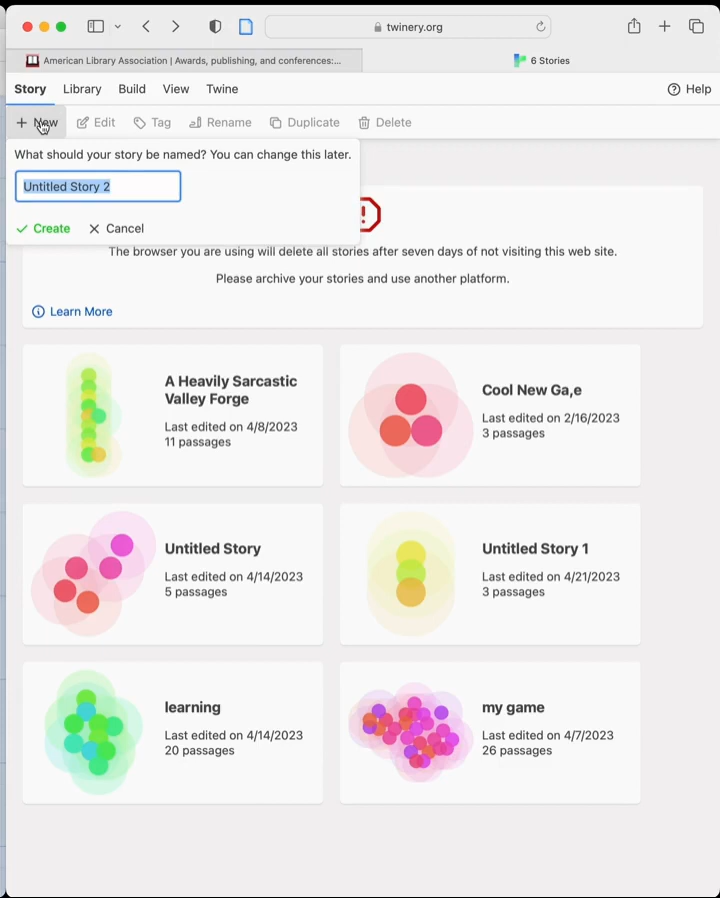 twinery.org
American Library Association | Awards, publishing, and conferences:...
6 Stories
Story Library Build View Twine Help
New Edit Tag Rename Duplicate Delete
What should your story be named? You can change this later.
Untitled Story 2
Create Cancel
The browser you are using will delete all stories after seven days of not visiting this web site.
Please archive your stories and use another platform.
Learn More
A Heavily Sarcastic
Valley Forge
Last edited on 4/8/2023
11 passages
Cool New Ga,e
Last edited on 2/16/2023
3 passages
Untitled Story
Last edited on 4/14/2023
5 passages
Untitled Story 1
Last edited on 4/21/2023
3 passages
learning
Last edited on 4/14/2023
20 passages
my game
Last edited on 4/7/2023
26 passages